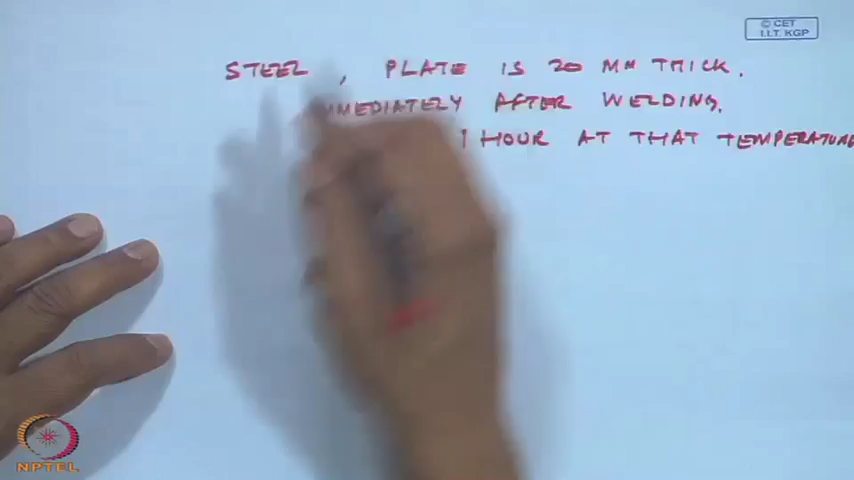 © CET
I.I.T. KGP
STEEL, PLATE IS 20 MM THICK.
IMMEDIATELY AFTER WELDING.
1 HOUR AT THAT TEMPERATURE
NPTEL